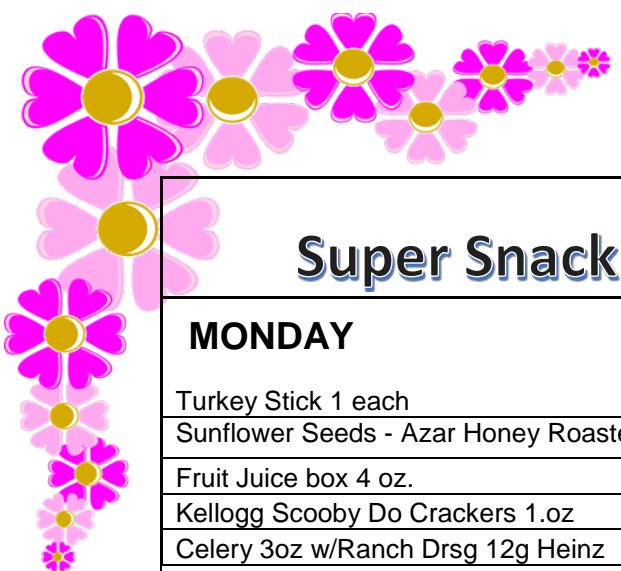 Super Snack
MONDAY
Turkey Stick 1 each
Sunflower Seeds - Azar Honey Roaste
Fruit Juice box 4 oz.
Kellogg Scooby Do Crackers 1.oz
Celery 3oz w/Ranch Drsg 12g Heinz